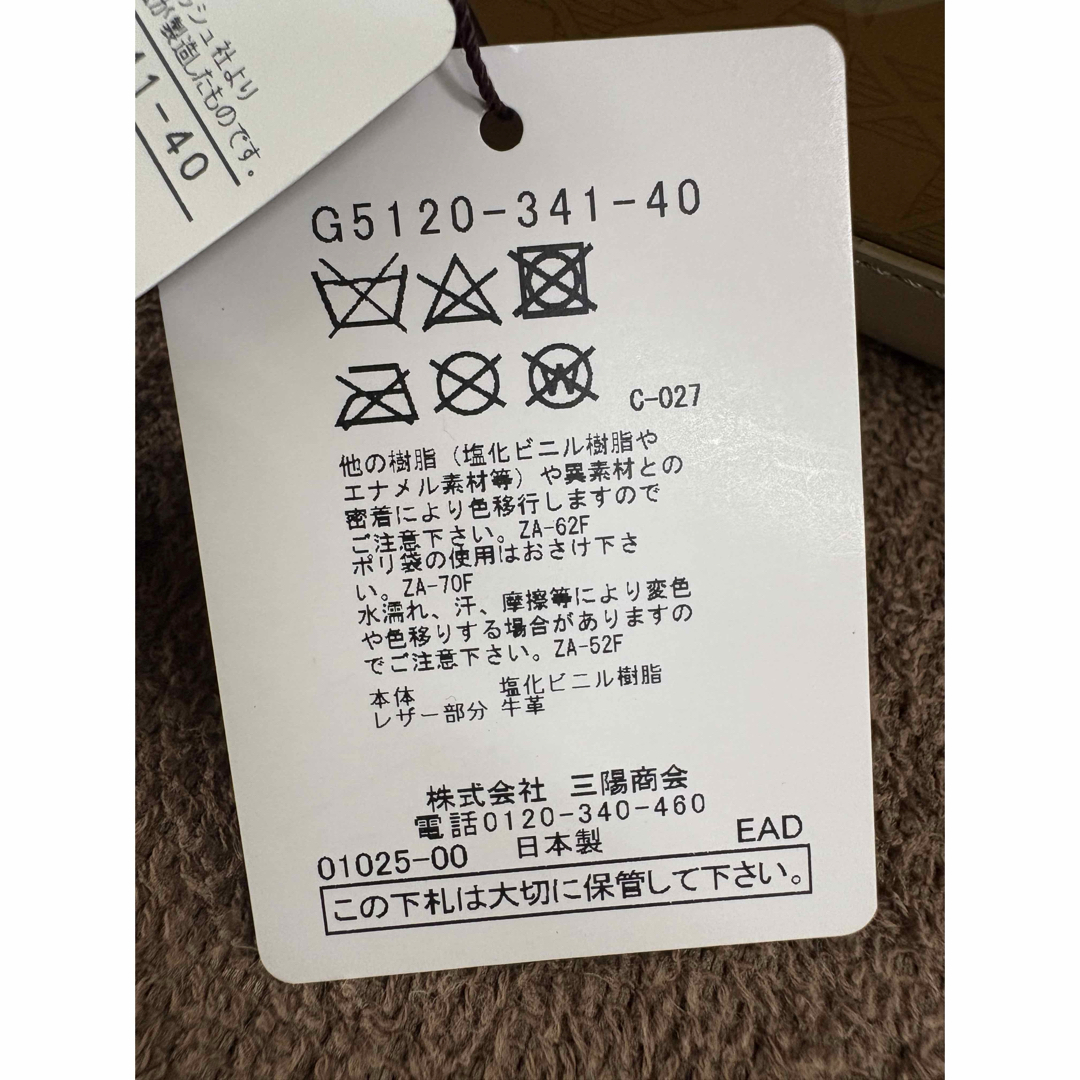 ッシュ社より
が製造したものです。
41-40
G5120-341-40
C-027
他の樹脂（塩化ビニル樹脂や
エナメル素材等）や異素材との
密着により色移行しますので
ご注意下さい。ZA-62F
ポリ袋の使用はおさけ下さ
い。ZA-70F
水濡れ、汗、摩擦等により変色
や色移りする場合がありますの
でご注意下さい。ZA-52F
本体 塩化ビニル樹脂
レザー部分 牛革
株式会社 三陽商会
電話0120-340-460
01025-00 日本製 EAD
この下札は大切に保管して下さい。